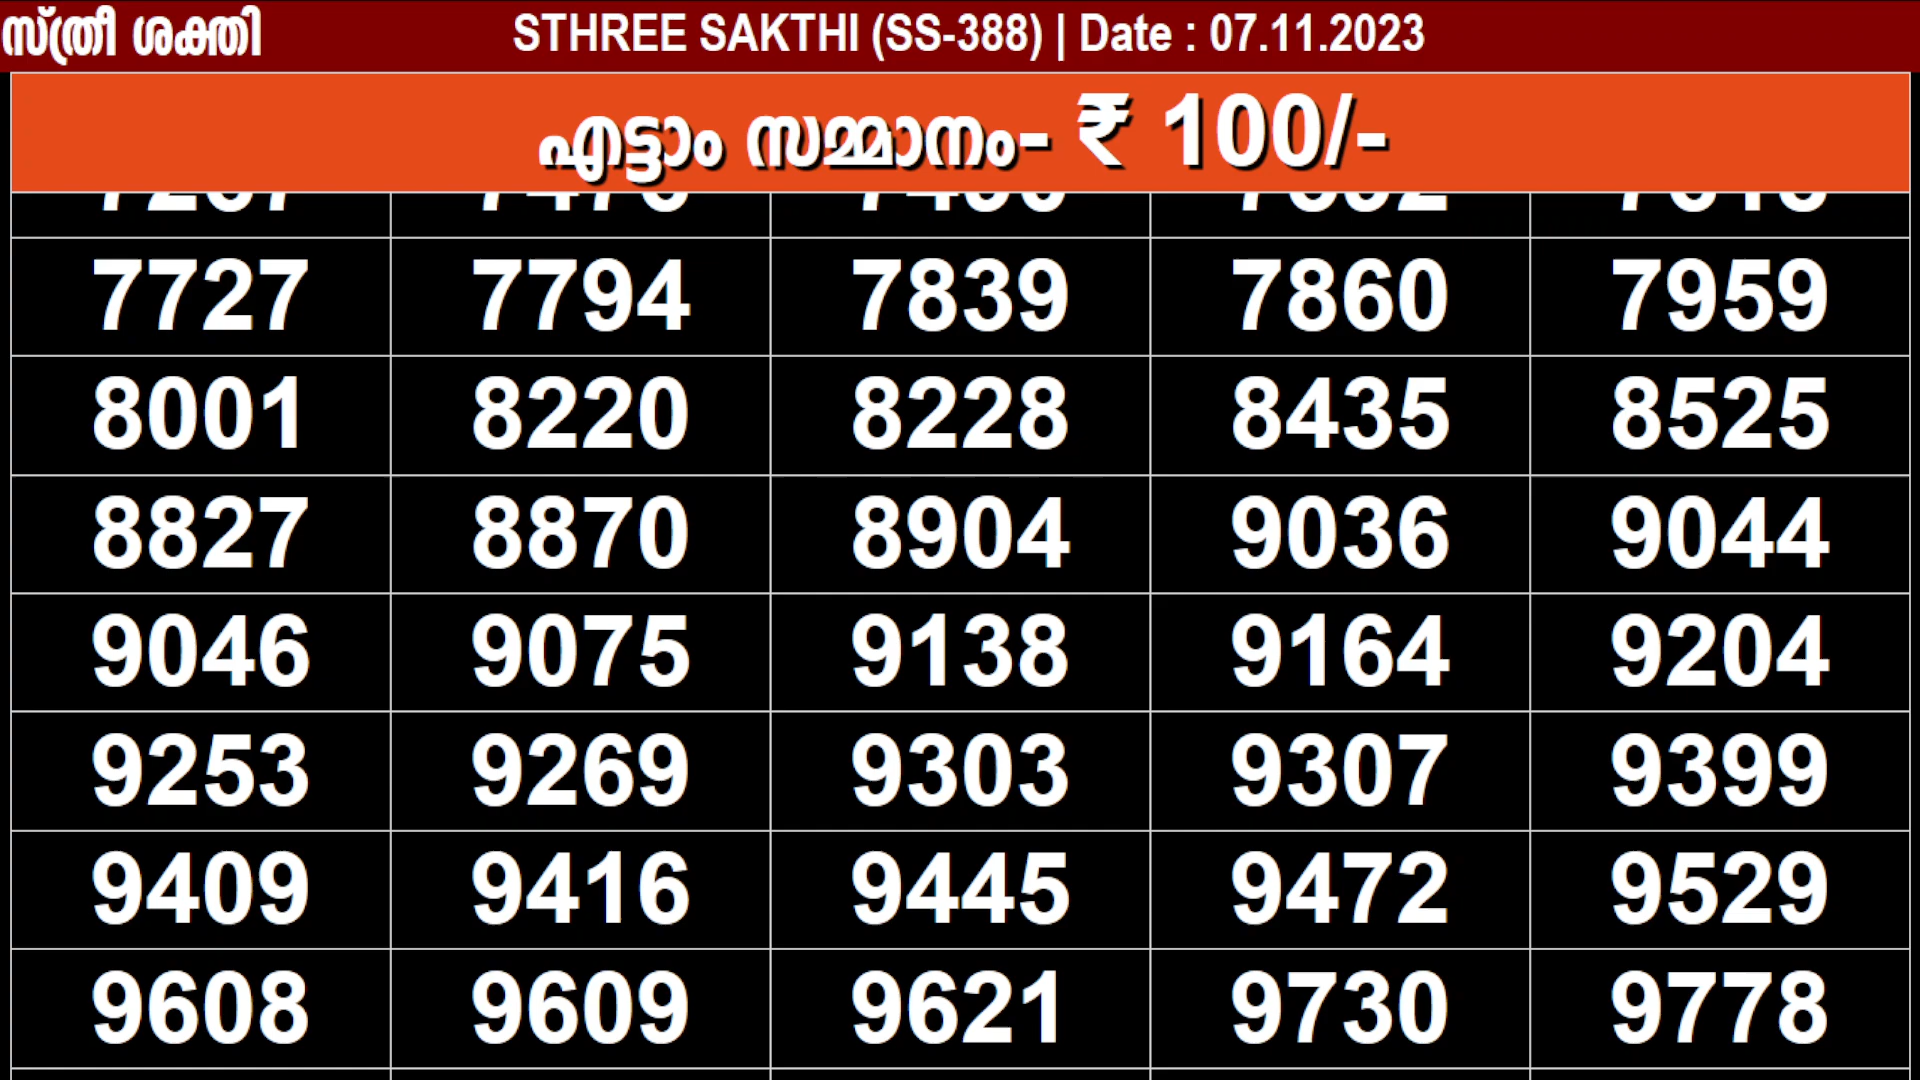 സ്ത്രീ ശക്തി STHREE SAKTHI (SS-388) | Date : 07.11.2023
എട്ടാം സമ്മാനം- ₹ 100/-
7727 7794 7839 7860 7959
8001 8220 8228 8435 8525
8827 8870 8904 9036 9044
9046 9075 9138 9164 9204
9253 9269 9303 9307 9399
9409 9416 9445 9472 9529
9608 9609 9621 9730 9778